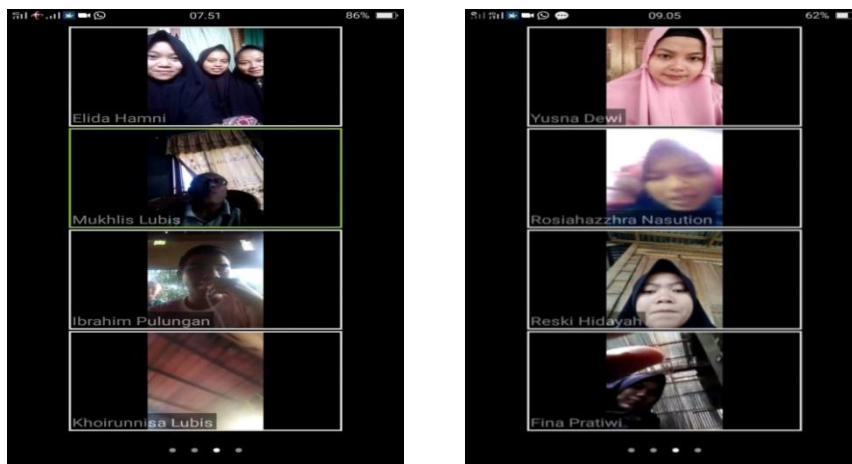 07.51
86%
Elida Hamni
Mukhlis Lubis
Ibrahim Pulungan
Khoirunnisa Lubis
09.05
62%
Yusna Dewi
Rosiahazzhra Nasution
Reski Hidayah
Fina Pratiwi